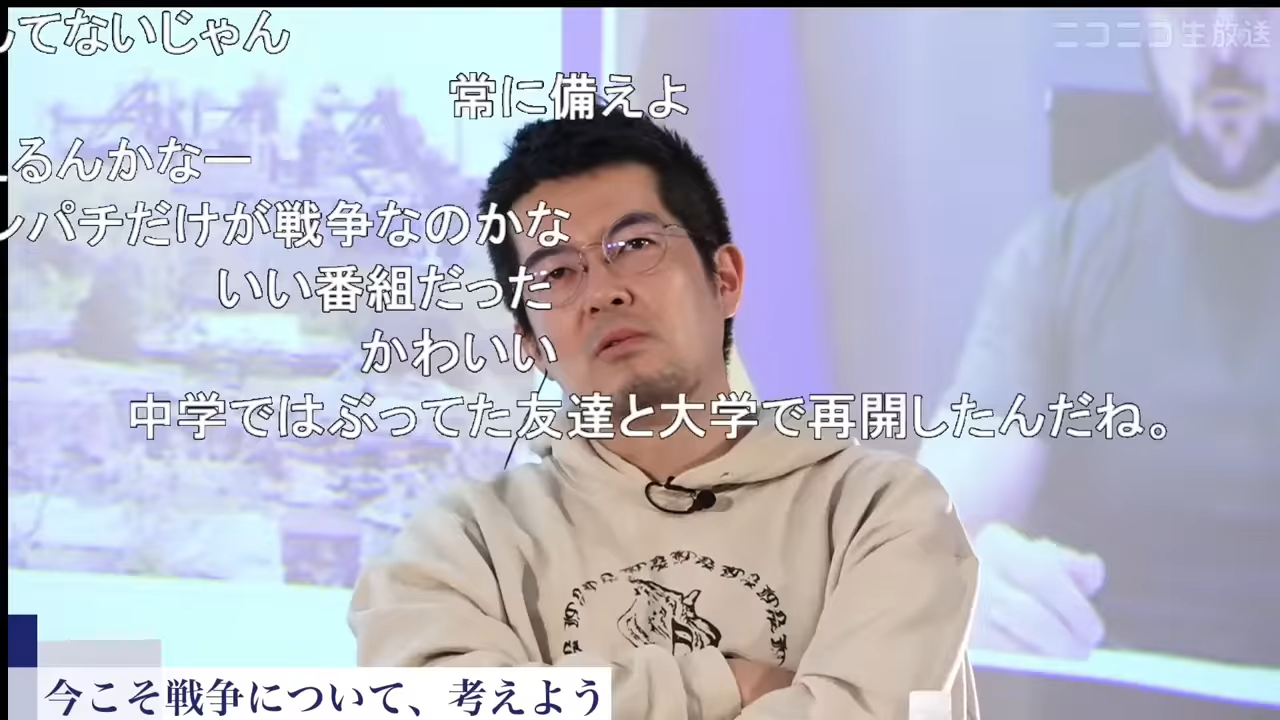 ニコニコ生放送
してないじゃん
常に備えよ
えるんかなー
ンパチだけが戦争なのかな
いい番組だった
かわいい
中学ではぶってた友達と大学で再開したんだね。
今こそ戦争について、考えよう